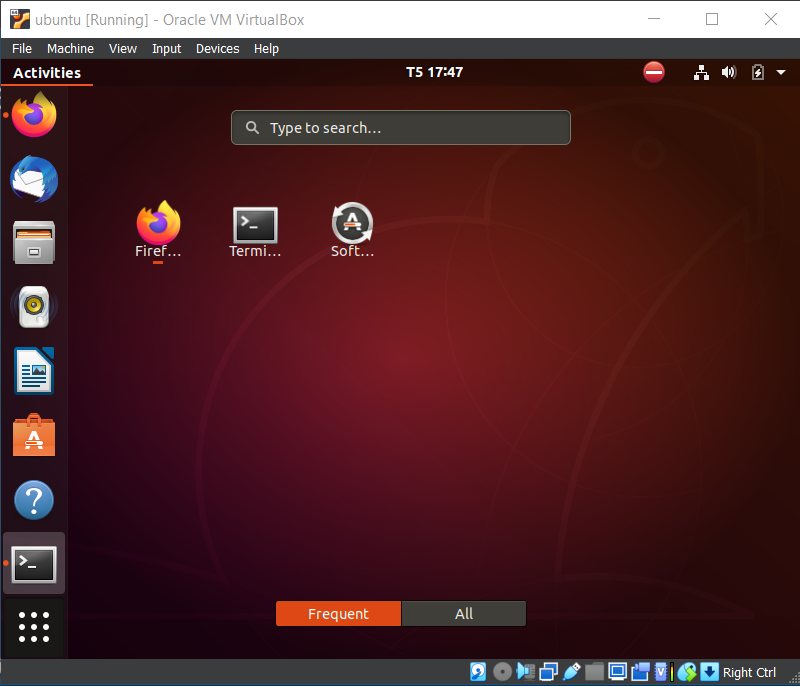 ubuntu [Running] - Oracle VM VirtualBox
File Machine View Input Devices Help
Activities T5 17:47
Type to search...
Firef... Termi... Soft...
Frequent All
Right Ctrl